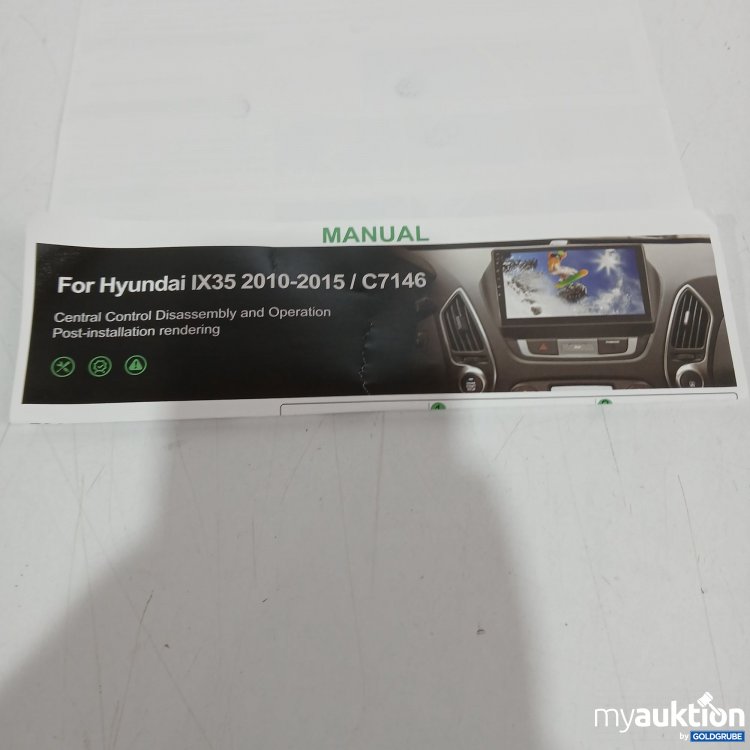 MANUAL
For Hyundai IX35 2010-2015 / C7146
Central Control Disassembly and Operation
Post-installation rendering
myauktion
by GOLDGRUBE